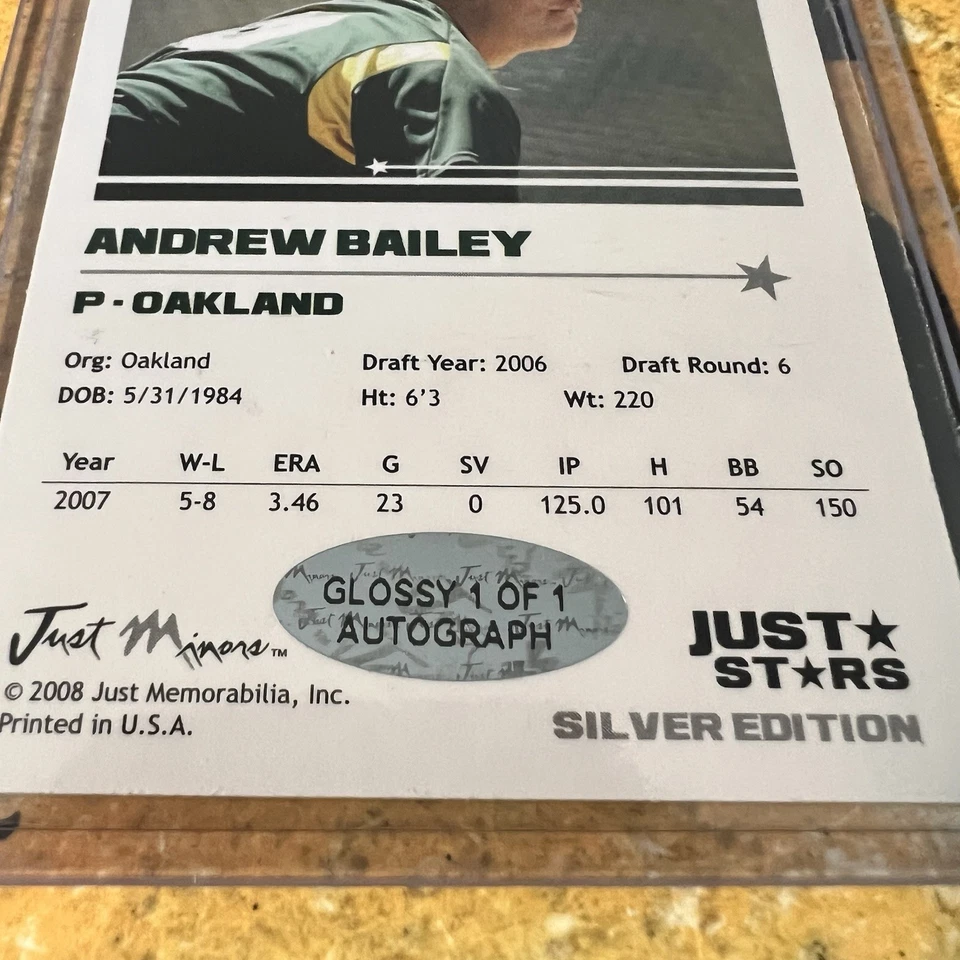 ANDREW BAILEY
P - OAKLAND
Org: Oakland Draft Year: 2006 Draft Round: 6
DOB: 5/31/1984 Ht: 6'3 Wt: 220
Year W-L ERA G SV IP H BB SO
2007 5-8 3.46 23 0 125.0 101 54 150
GLOSSY 1 OF 1
AUTOGRAPH
Just Minors™
© 2008 Just Memorabilia, Inc.
Printed in U.S.A.
JUST★
ST★RS
SILVER EDITION